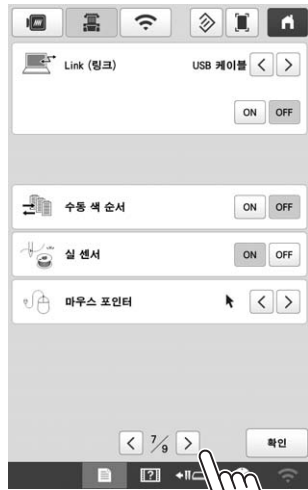 Link (링크)
USB 케이블
ON OFF
수동 색 순서
ON OFF
실 센서
ON OFF
마우스 포인터
7/9
확인